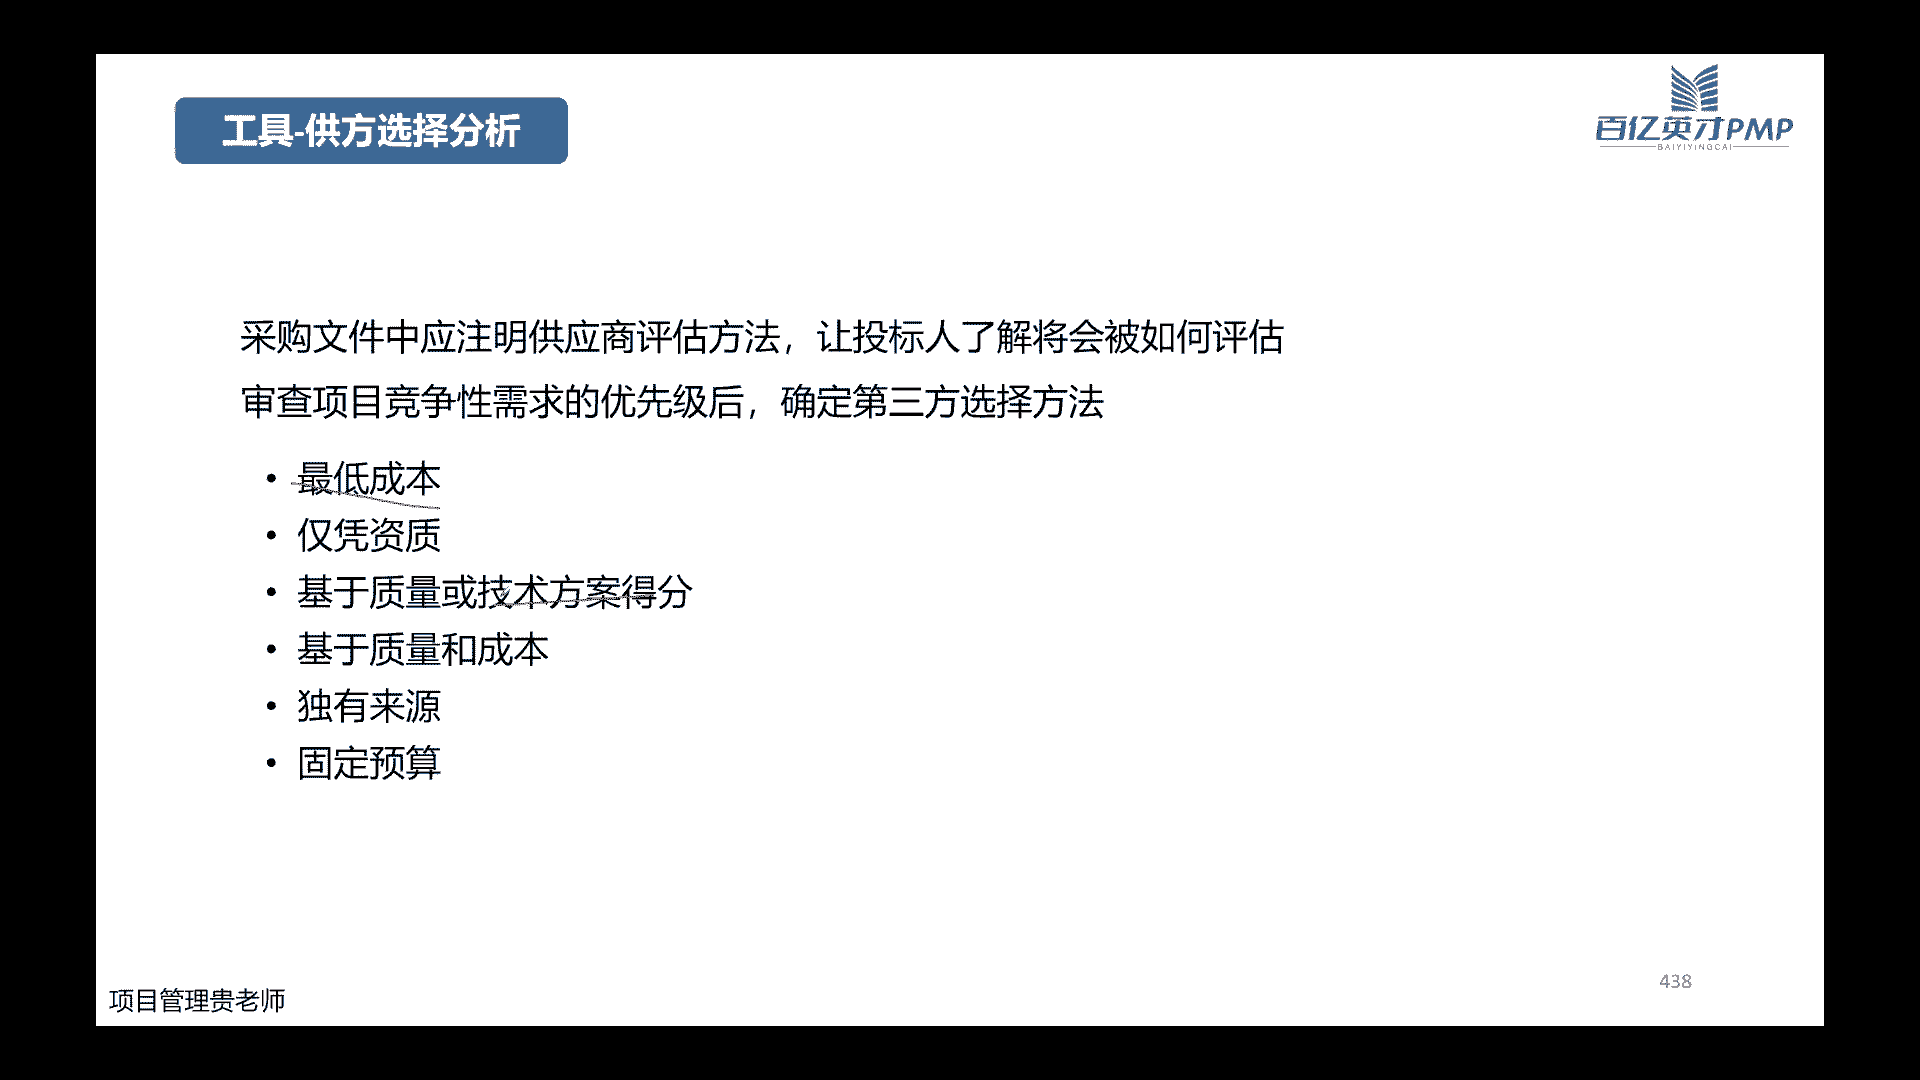 工具-供方选择分析
百亿英才PMP
BAIYIYINGCAI
采购文件中应注明供应商评估方法，让投标人了解将会被如何评估
审查项目竞争性需求的优先级后，确定第三方选择方法
• 最低成本
• 仅凭资质
• 基于质量或技术方案得分
• 基于质量和成本
• 独有来源
• 固定预算
438
项目管理贵老师